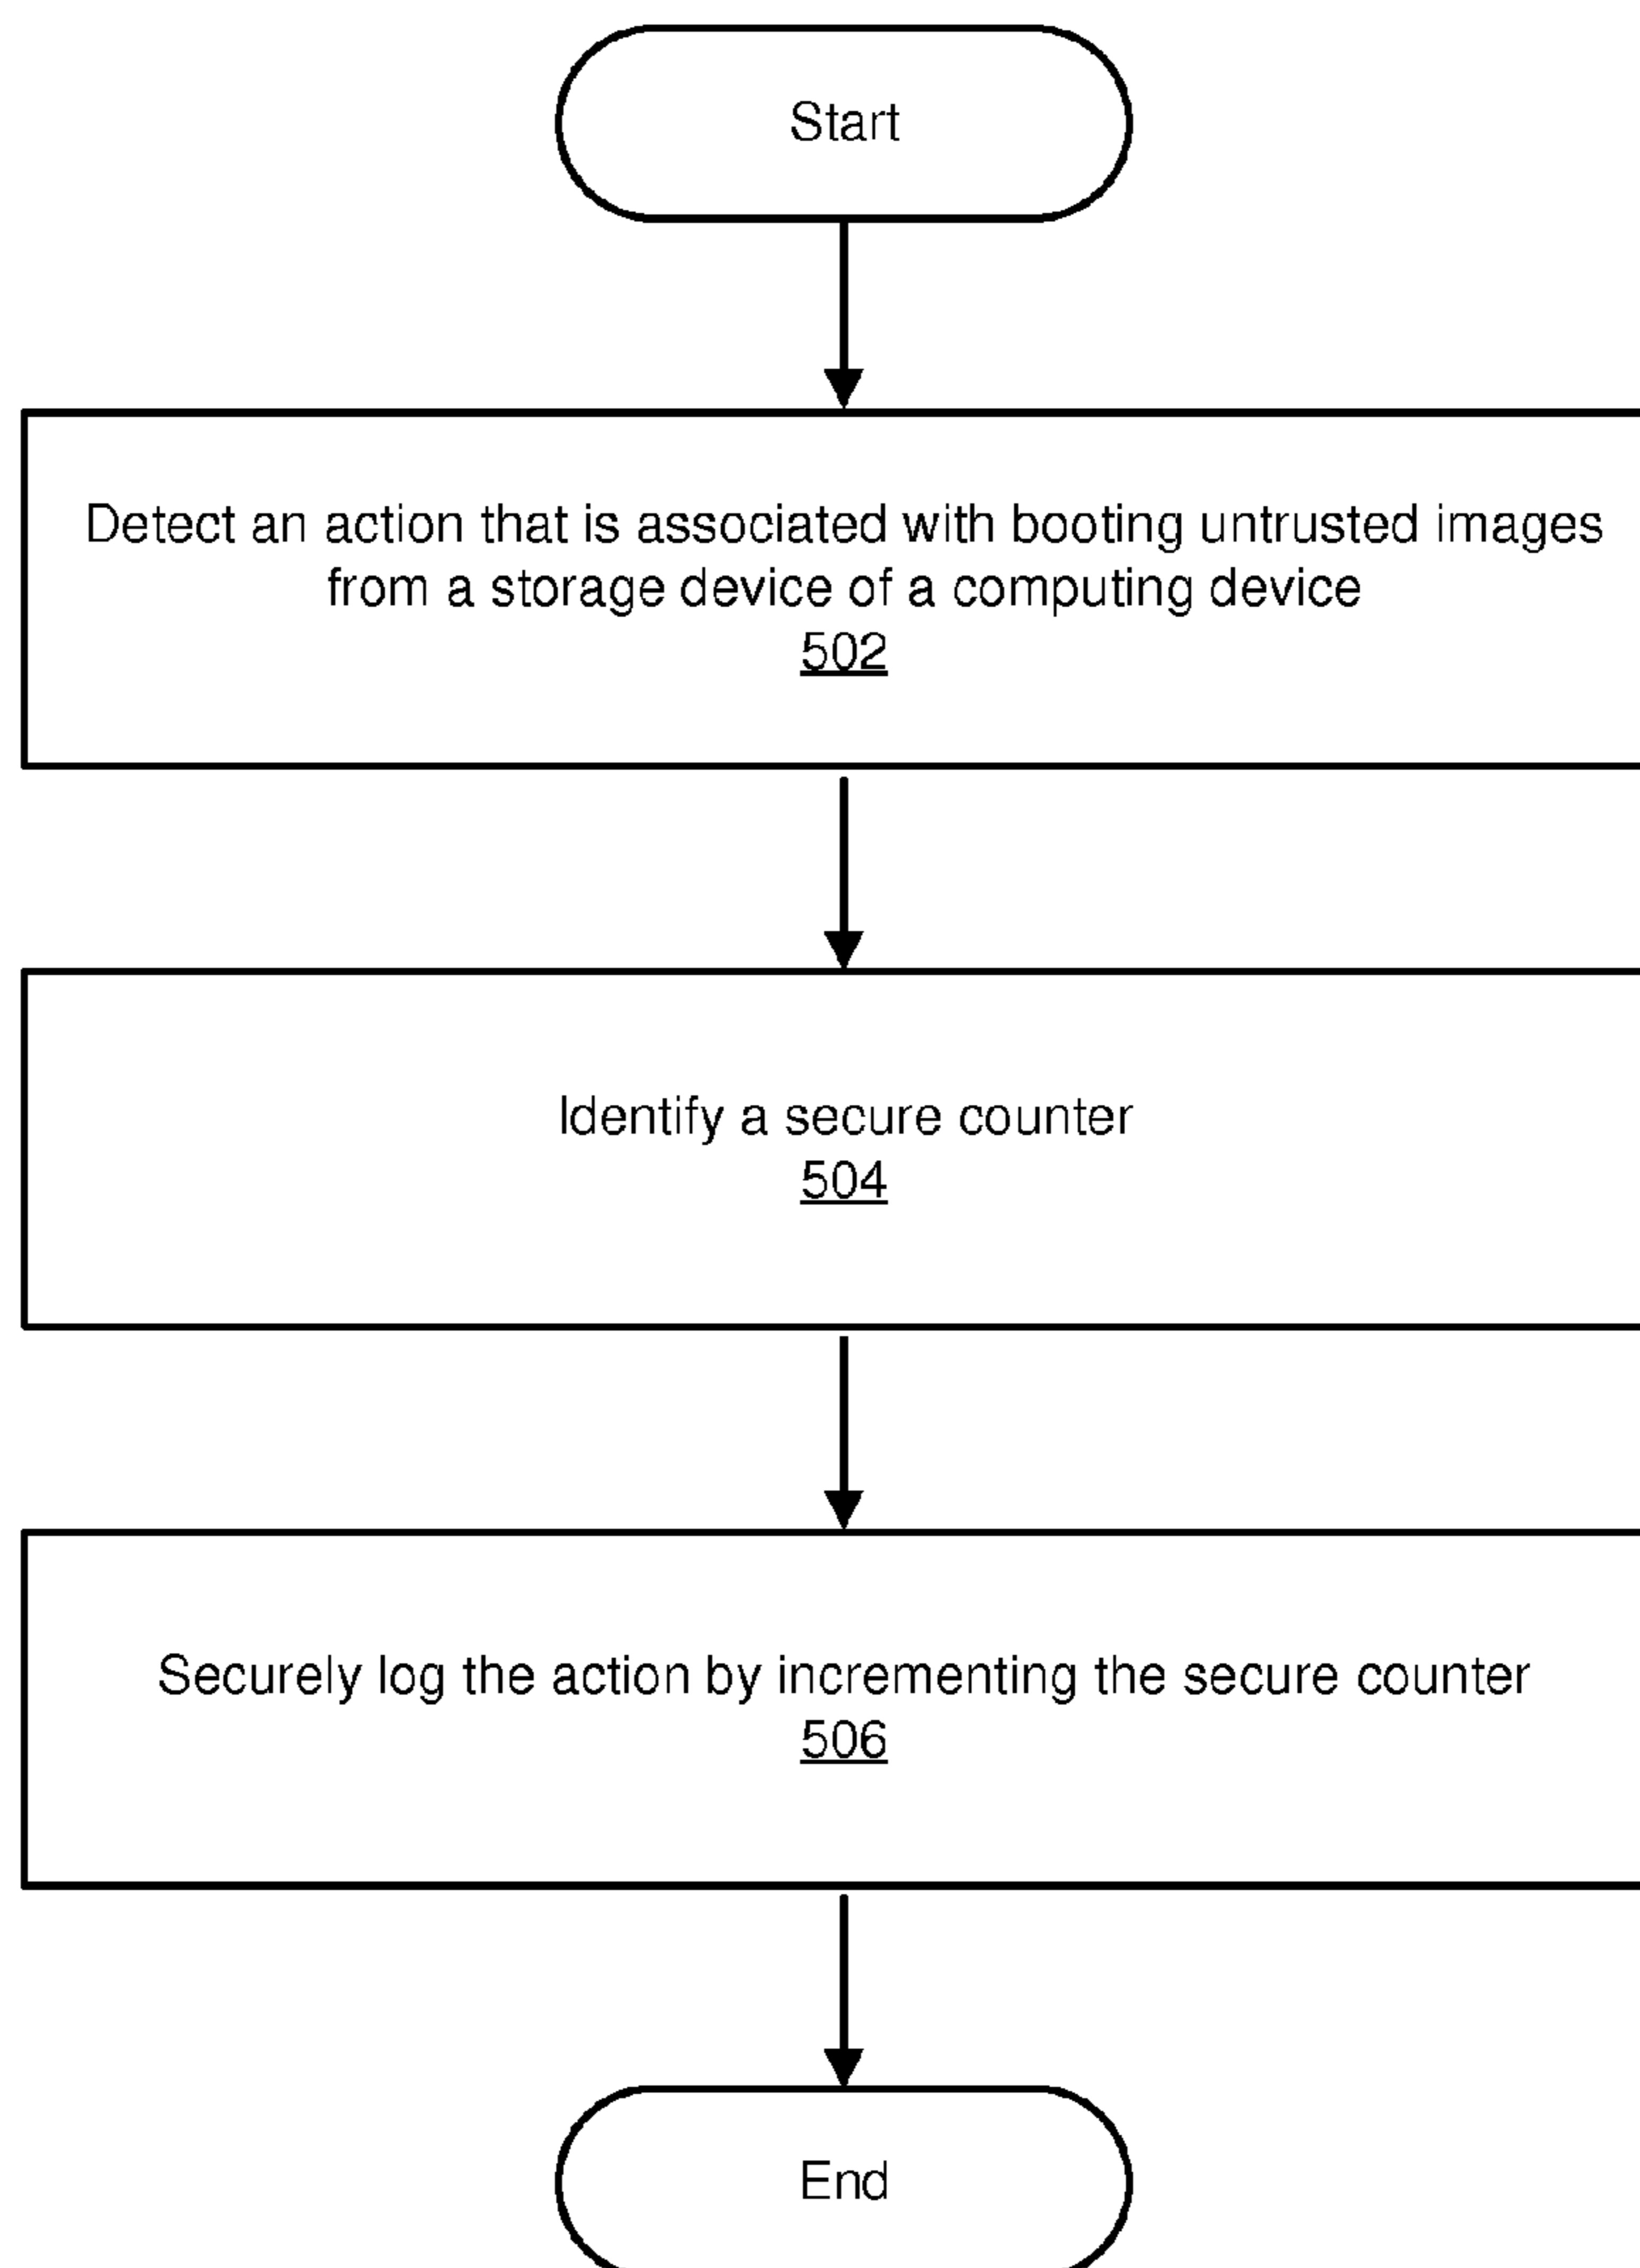 Start
Detect an action that is associated with booting untrusted images
from a storage device of a computing device
502
Identify a secure counter
504
Securely log the action by incrementing the secure counter
506
End